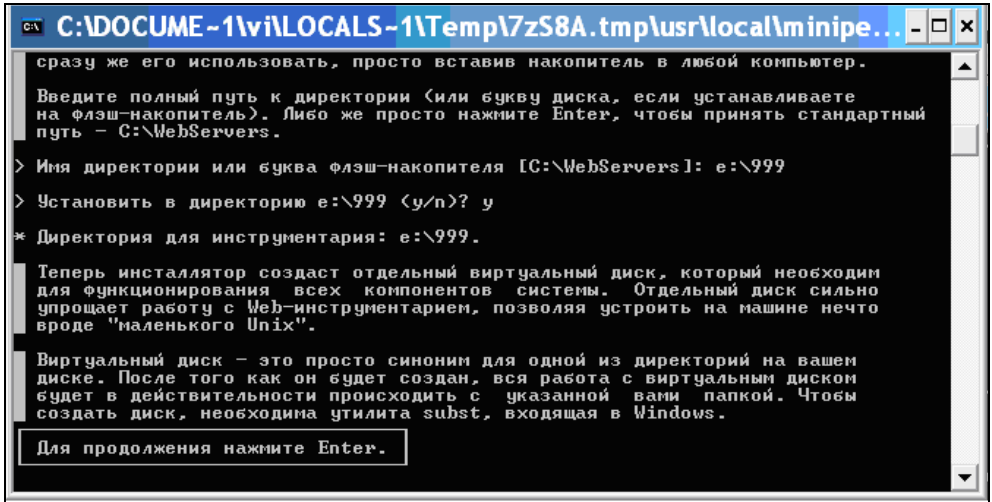 C:\DOCUME~1\vi\LOCALS~1\Temp\7zS8A.tmp\usr\local\minipe...
сразу же его использовать, просто вставив накопитель в любой компьютер.
Введите полный путь к директории (или букву диска, если устанавливаете
на флэш-накопитель). Либо же просто нажмите Enter, чтобы принять стандартный
путь - C:\WebServers.
> Имя директории или буква флэш-накопителя [C:\WebServers]: e:\999
> Установить в директорию e:\999 (y/n)? y
* Директория для инструментария: e:\999.
Теперь инсталлятор создаст отдельный виртуальный диск, который необходим
для функционирования всех компонентов системы. Отдельный диск сильно
упрощает работу с Web-инструментарием, позволяя устроить на машине нечто
вроде "маленького Unix".
Виртуальный диск - это просто синоним для одной из директорий на вашем
диске. После того как он будет создан, вся работа с виртуальным диском
будет в действительности происходить с указанной вами папкой. Чтобы
создать диск, необходима утилита subst, входящая в Windows.
Для продолжения нажмите Enter.